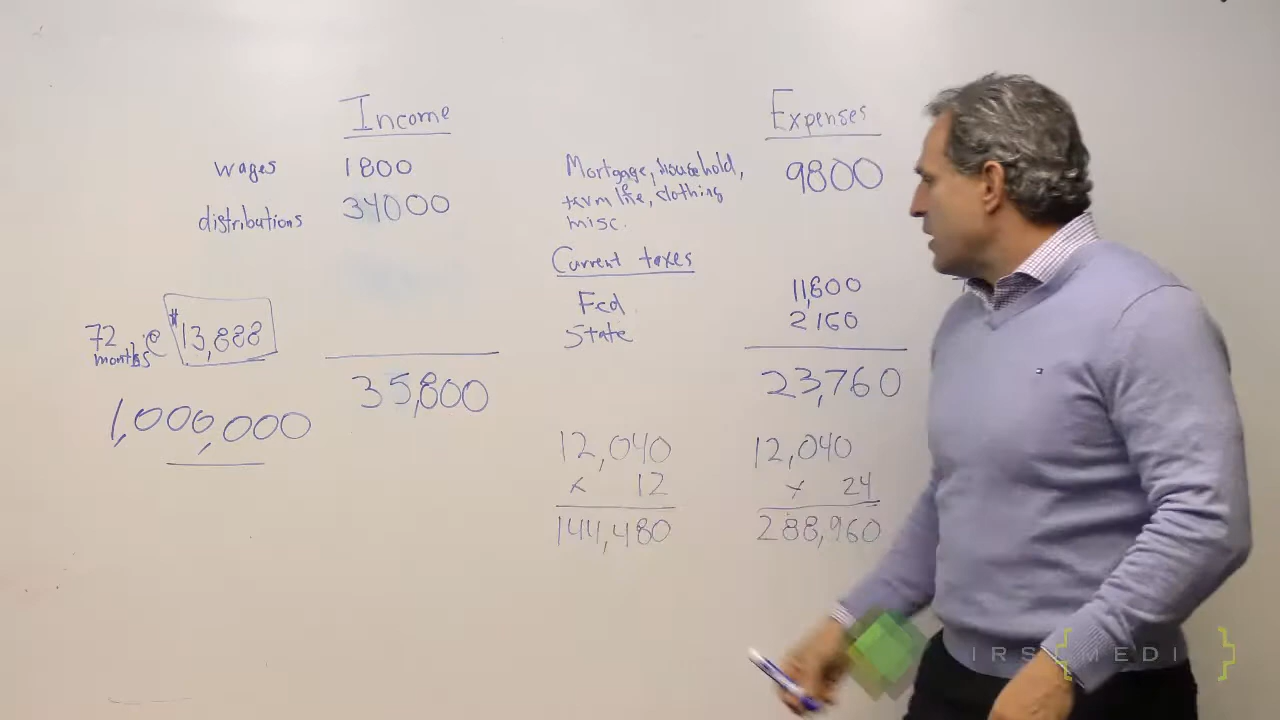 Income
wages 1800
distributions 34000
72 months @ $13,888
1,000,000
35,800
Expenses
Mortgage, household, 9800
term life, clothing
misc.
Current taxes
Fed 11,800
State 2160
23,760
12,040
x 12
144,480
12,040
x 24
288,960
IRS MEDI